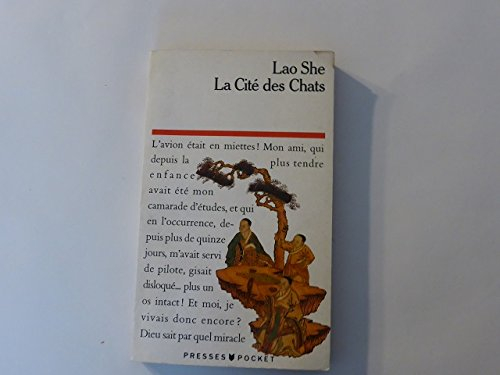 Lao She
La Cité des Chats
L'avion était en miettes ! Mon ami, qui
depuis la plus tendre
enfance
avait été mon
camarade d'études, et qui
en l'occurrence, de-
puis plus de quinze
jours, m'avait servi
de pilote, gisait
disloqué... plus un
os intact ! Et moi, je
vivais donc encore ?
Dieu sait par quel miracle
PRESSES POCKET